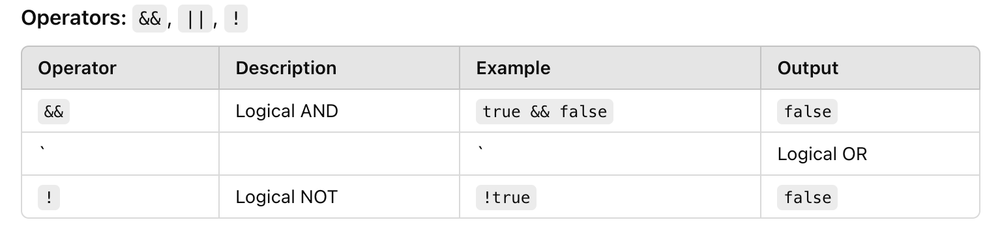 Operators: &&, ||, !
Operator Description Example Output
&& Logical AND true && false false
` ` Logical OR
! Logical NOT !true false